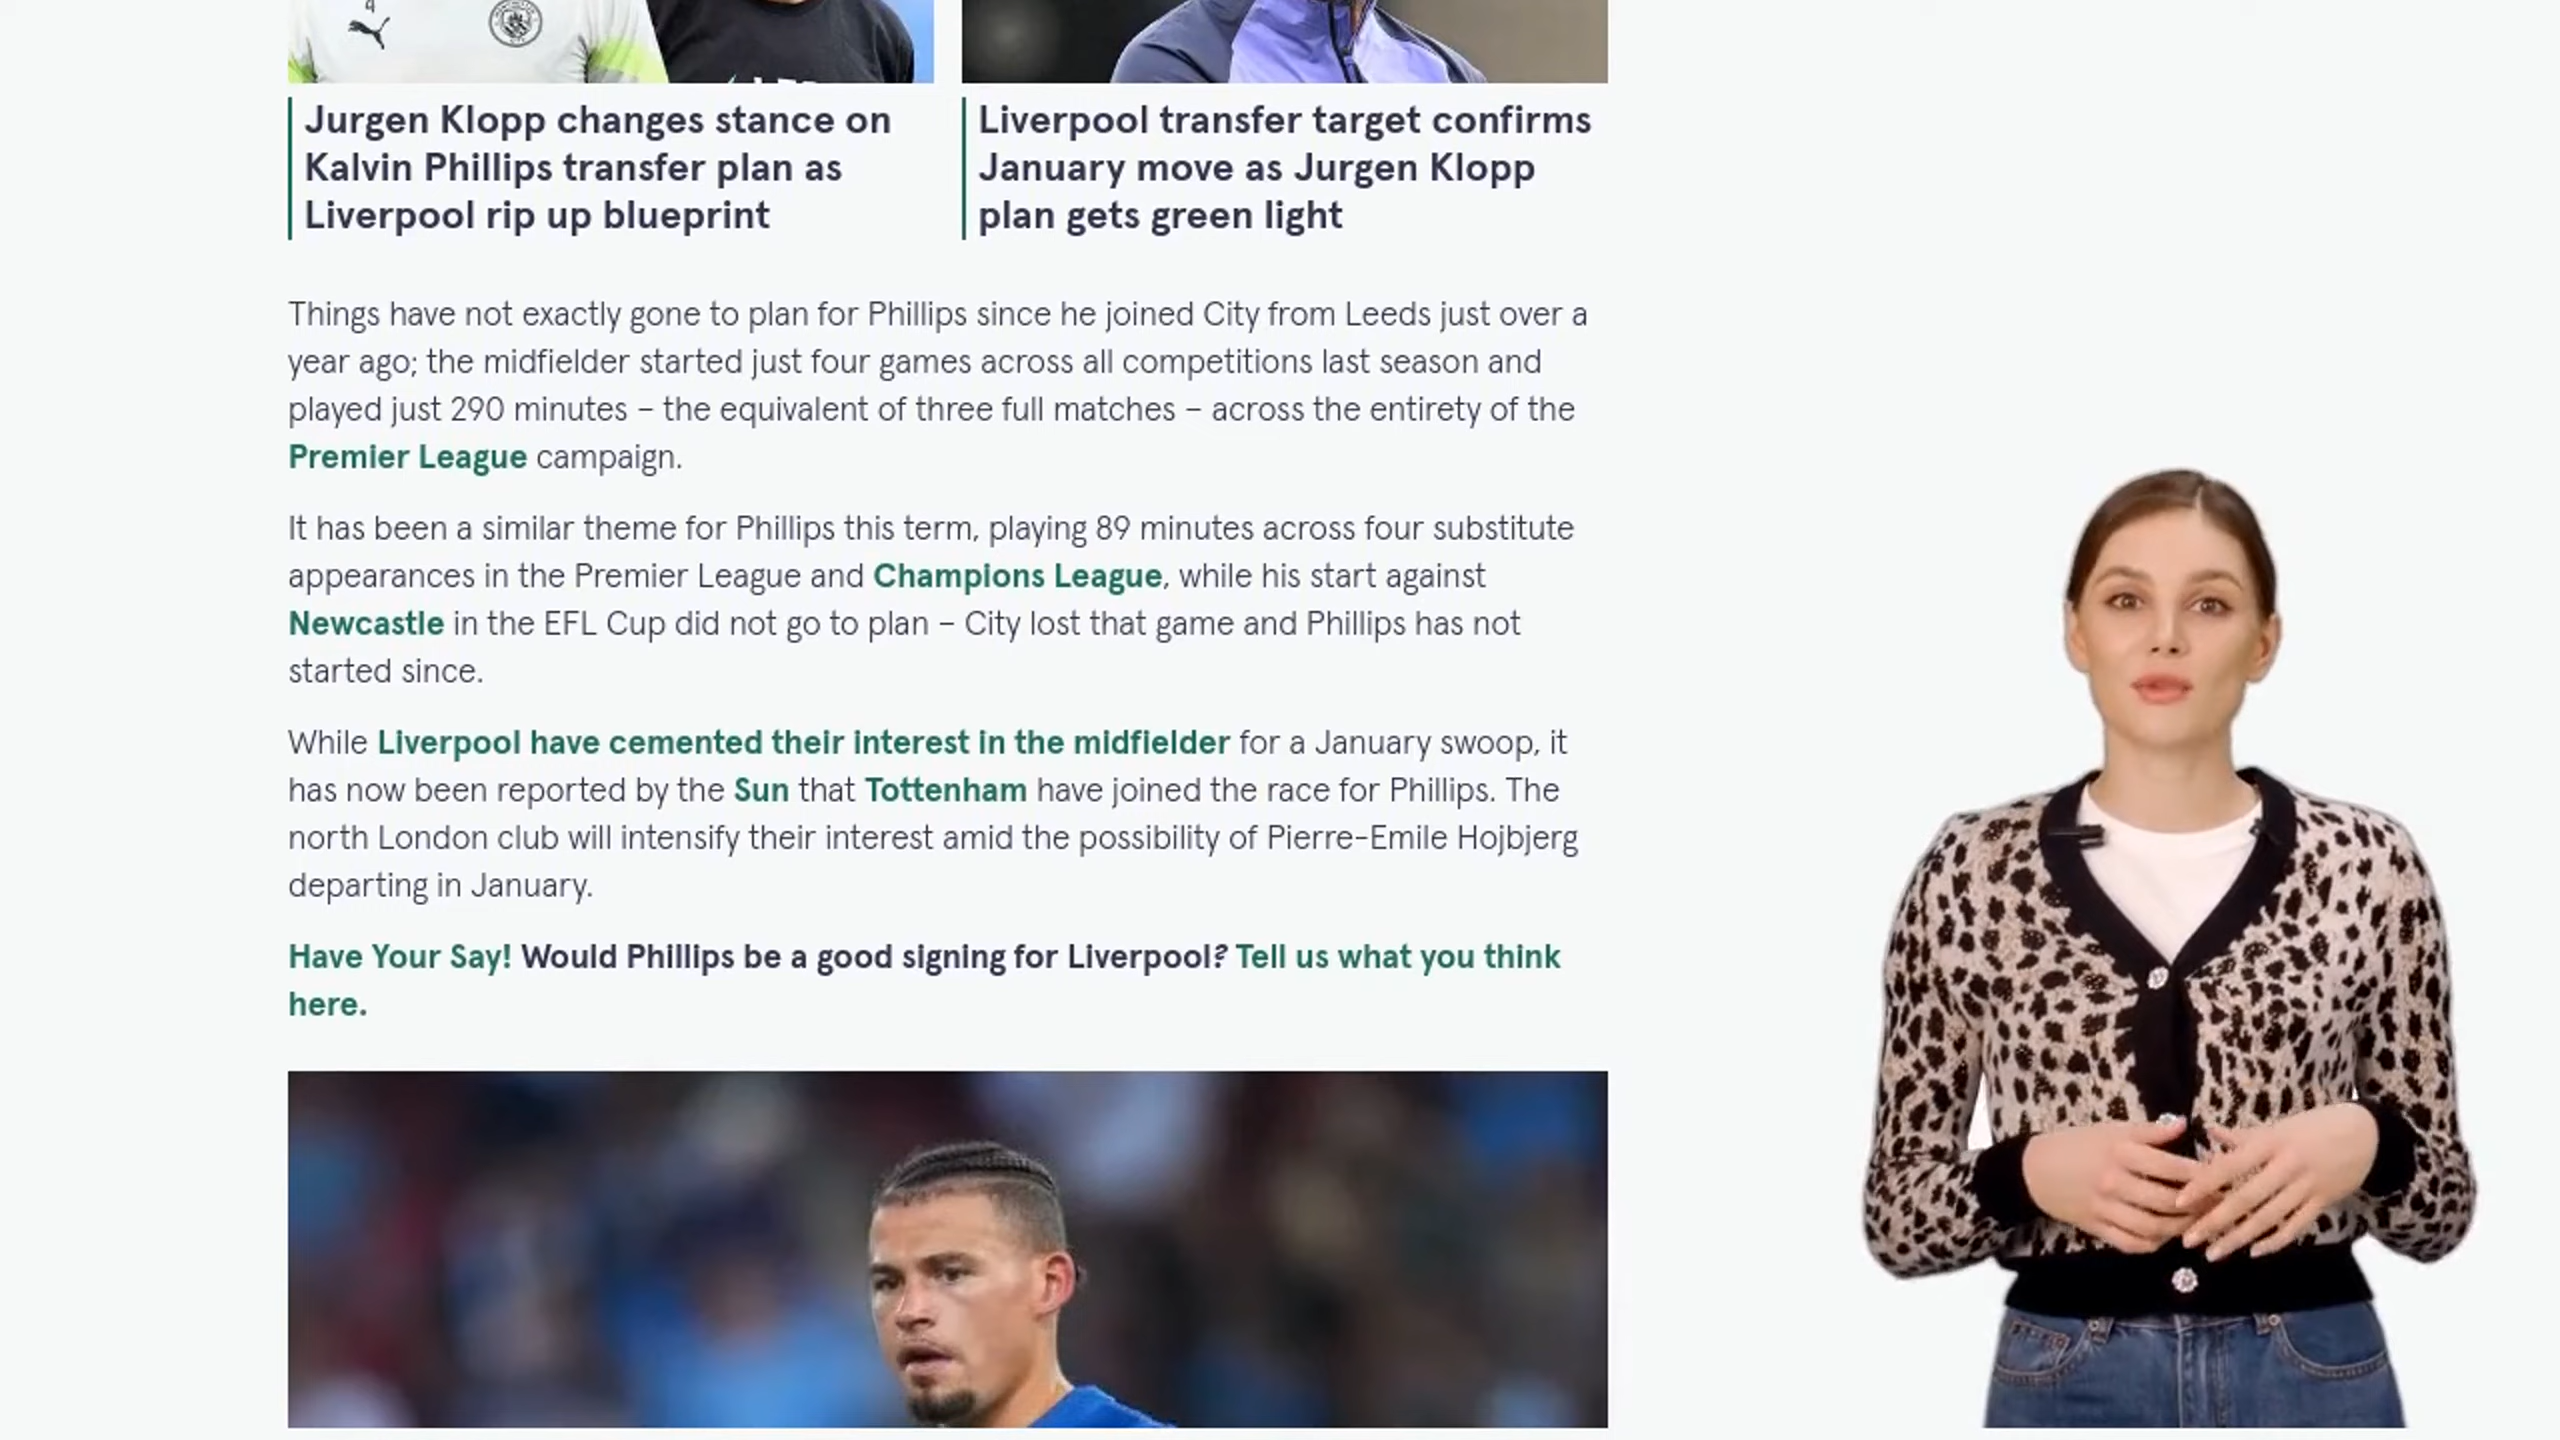 Jurgen Klopp changes stance on
Kalvin Phillips transfer plan as
Liverpool rip up blueprint
Liverpool transfer target confirms
January move as Jurgen Klopp
plan gets green light
Things have not exactly gone to plan for Phillips since he joined City from Leeds just over a
year ago; the midfielder started just four games across all competitions last season and
played just 290 minutes – the equivalent of three full matches – across the entirety of the
Premier League campaign.
It has been a similar theme for Phillips this term, playing 89 minutes across four substitute
appearances in the Premier League and Champions League, while his start against
Newcastle in the EFL Cup did not go to plan – City lost that game and Phillips has not
started since.
While Liverpool have cemented their interest in the midfielder for a January swoop, it
has now been reported by the Sun that Tottenham have joined the race for Phillips. The
north London club will intensify their interest amid the possibility of Pierre-Emile Hojbjerg
departing in January.
Have Your Say! Would Phillips be a good signing for Liverpool? Tell us what you think
here.